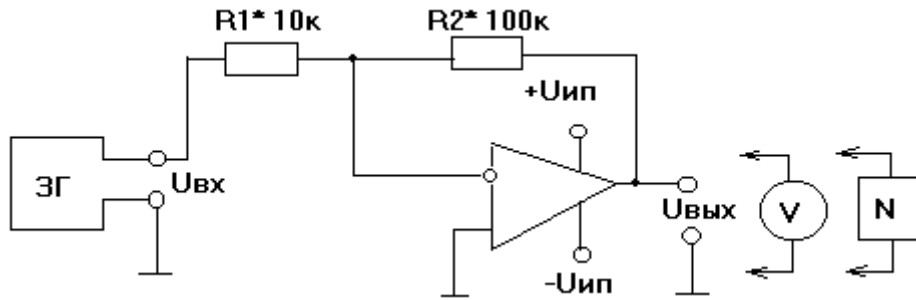 R1* 10к
R2* 100к
+Uип
ЗГ
Uвх
Uвых
V
N
-Uип